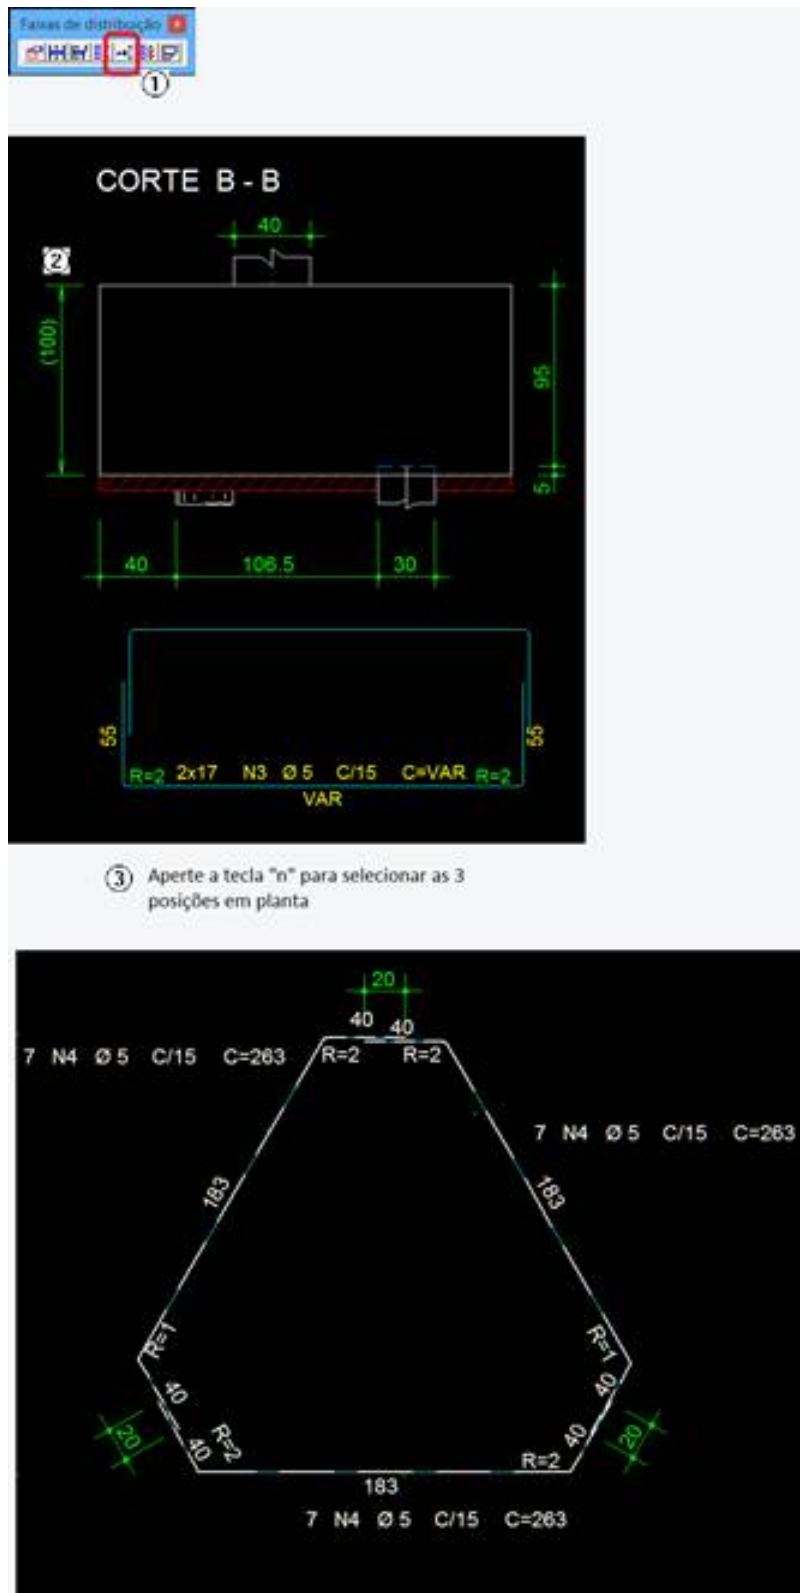 Faixas de distribuição
1
CORTE B - B
40
2
(100)
95
5
40 106.5 30
55 55
R=2 2x17 N3 Ø 5 C/15 C=VAR R=2
VAR
3 Aperte a tecla "n" para selecionar as 3
posições em planta
20
40 40
7 N4 Ø 5 C/15 C=263 R=2 R=2
7 N4 Ø 5 C/15 C=263
183 183
R=1 R=1
40 40
20 40 R=2 R=2 40 20
183
7 N4 Ø 5 C/15 C=263